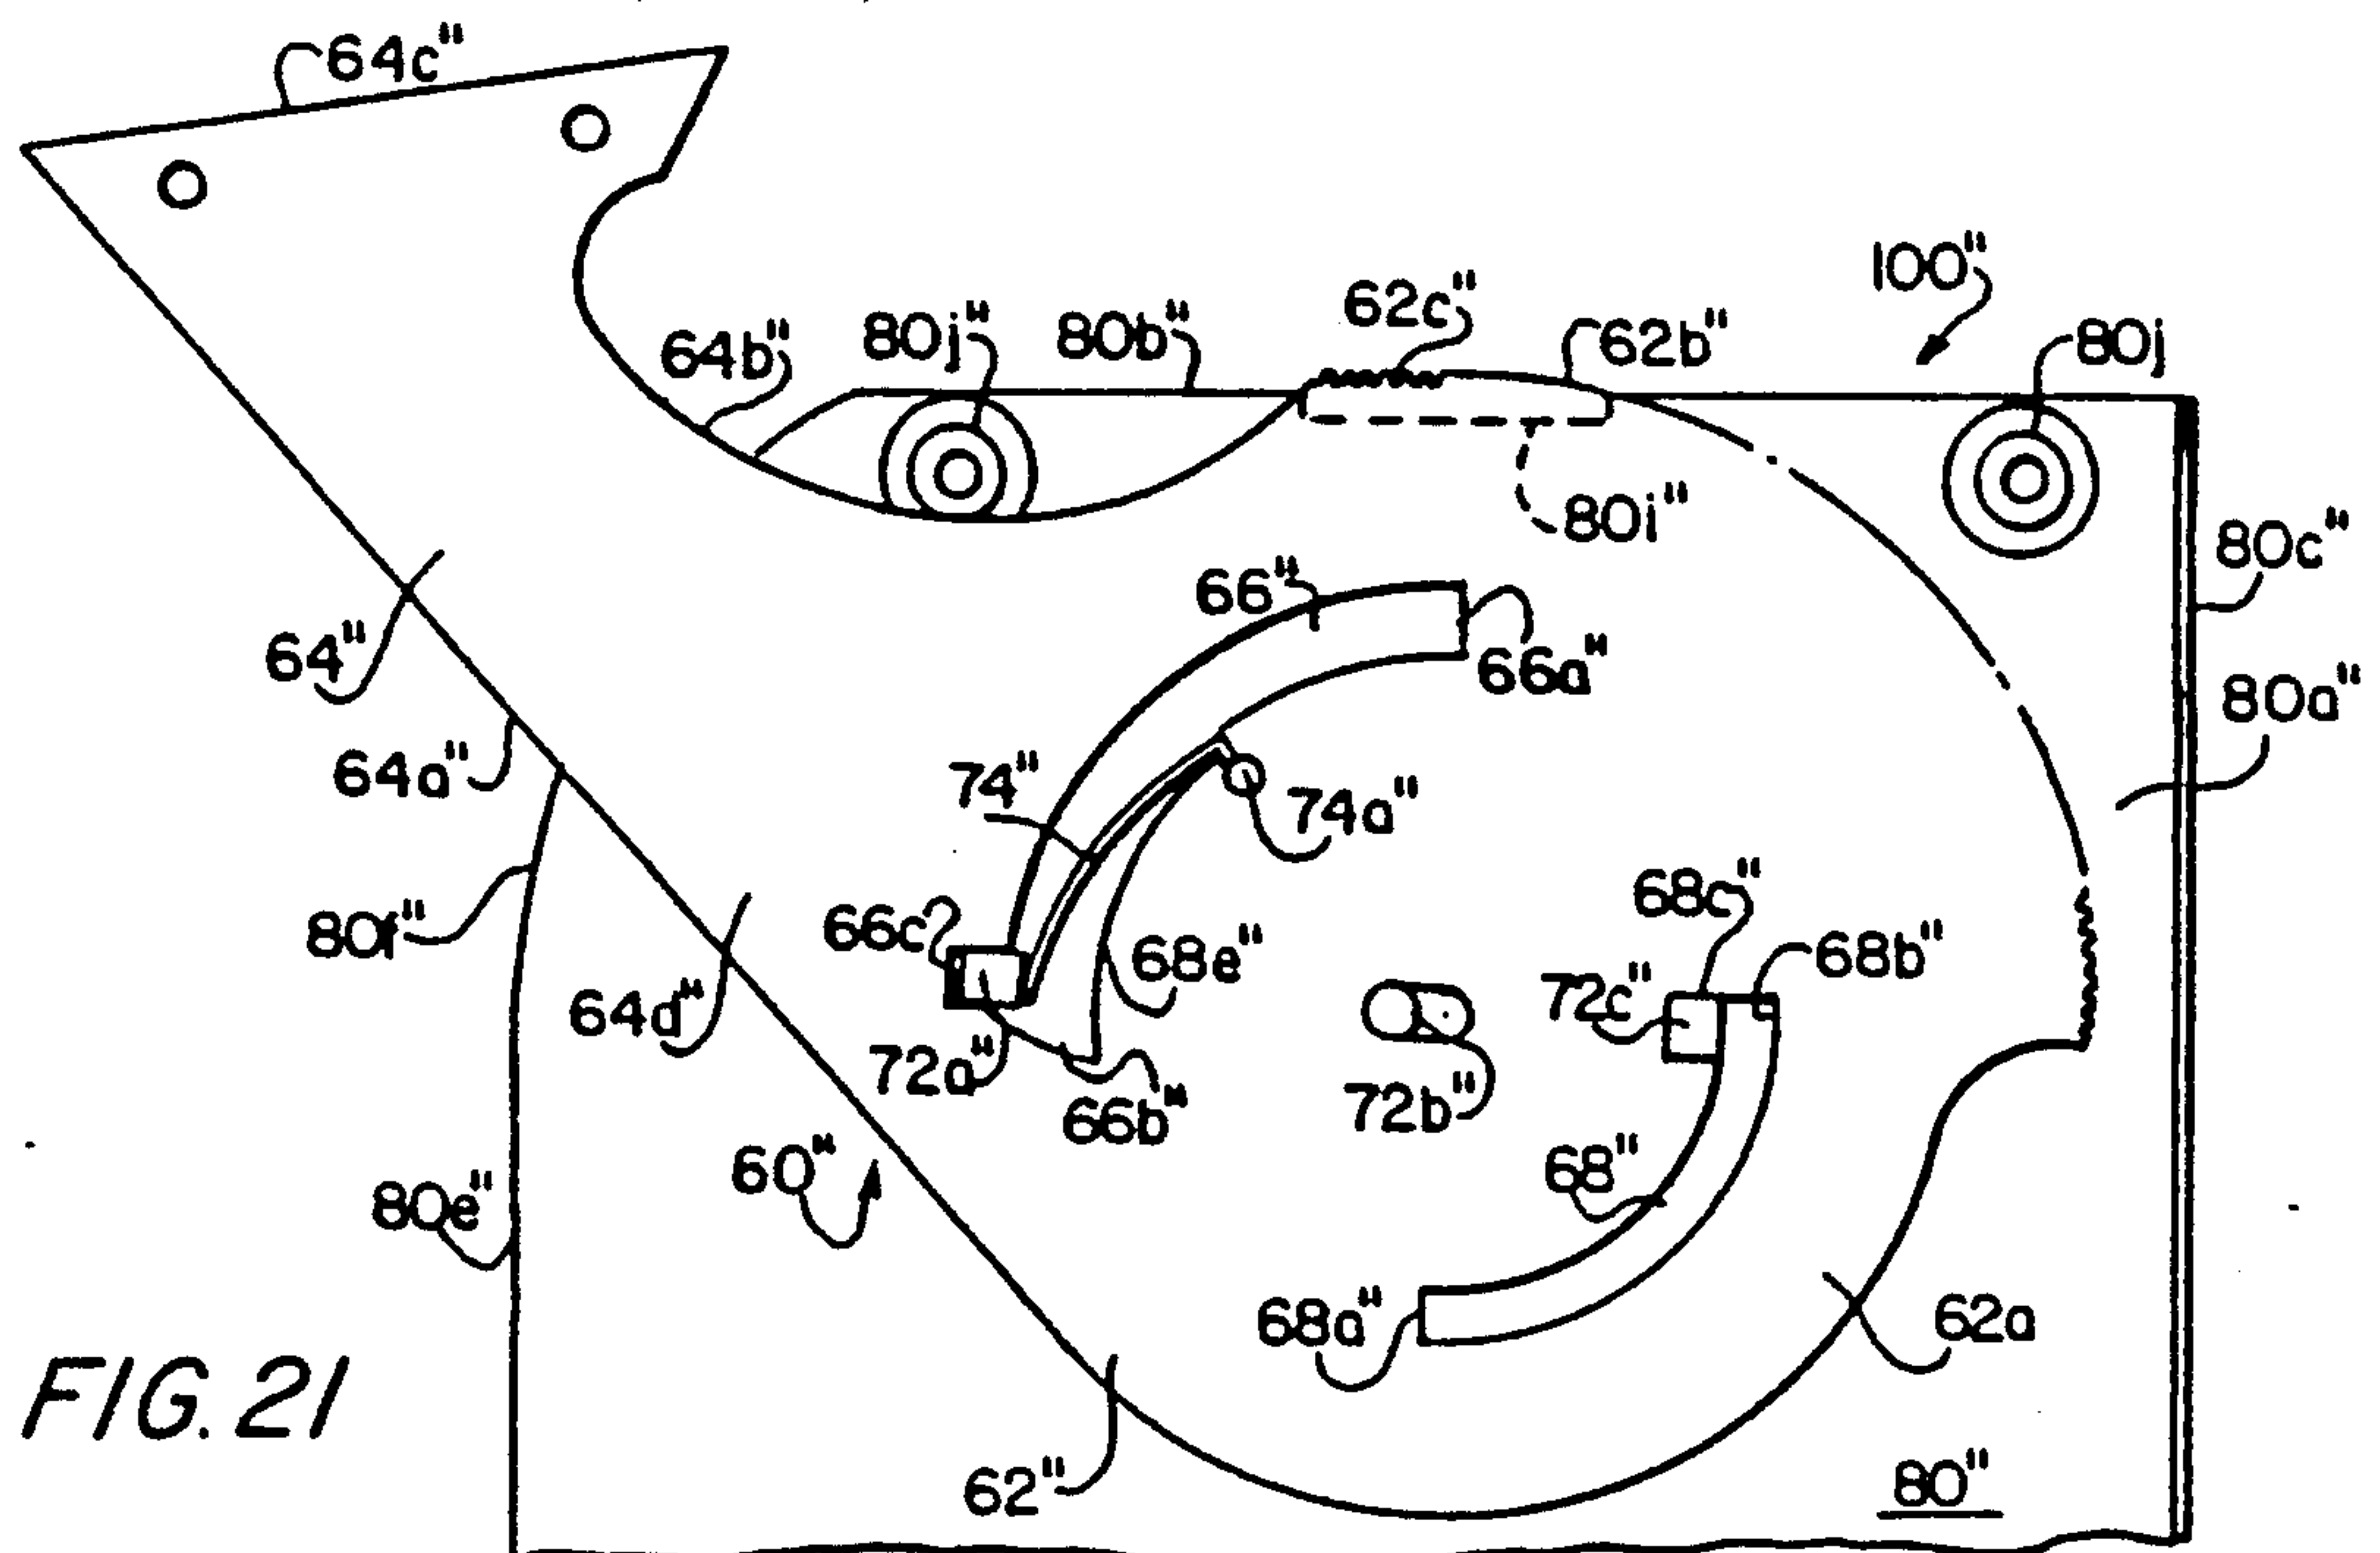 64c"
100"
62c"
80j"
80b"
62b"
80j
64b"
80i"
80c"
66"
64"
66a"
80a"
64a"
74"
74a"
68c"
66c"
80f"
68e"
68b"
64d"
72c"
72a"
72b"
66b"
60"
68"
80e"
68a"
62a
FIG. 21
62"
80"